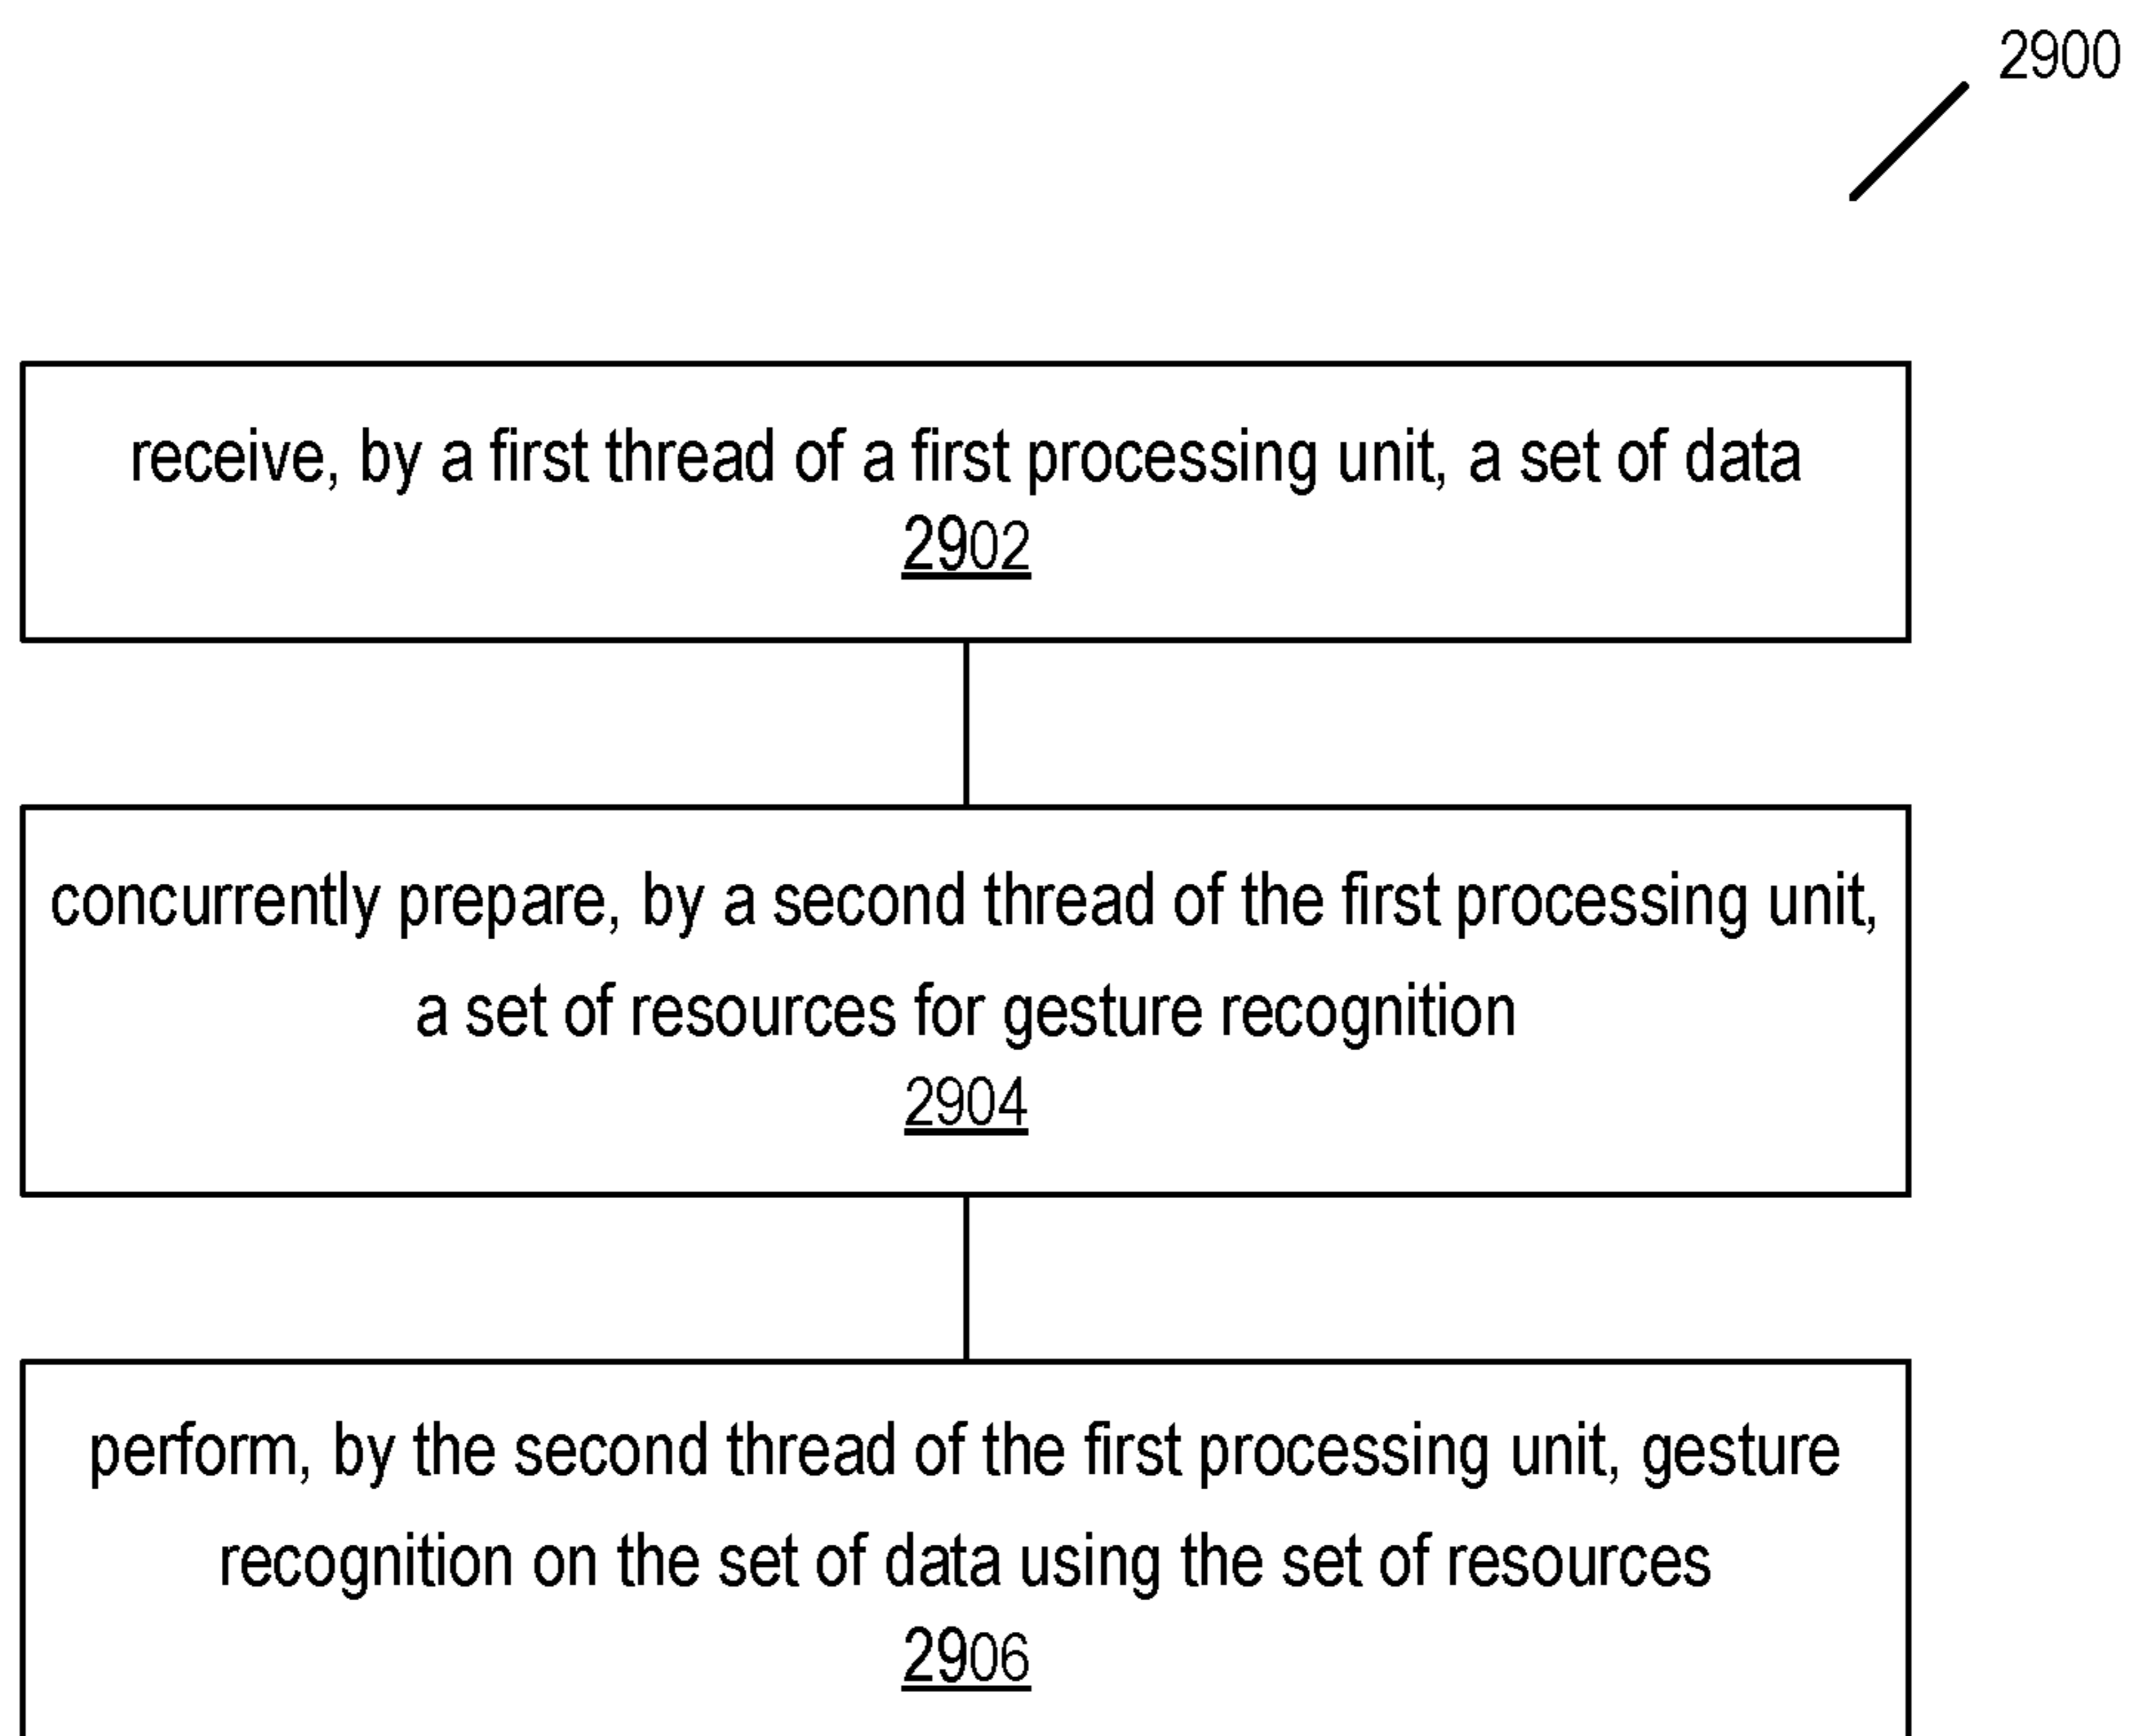 2900
receive, by a first thread of a first processing unit, a set of data
2902
concurrently prepare, by a second thread of the first processing unit,
a set of resources for gesture recognition
2904
perform, by the second thread of the first processing unit, gesture
recognition on the set of data using the set of resources
2906